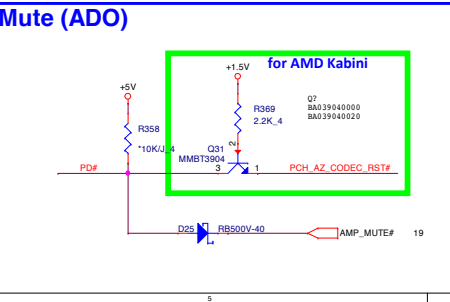 Mute (ADO)
for AMD Kabini
+1.5V
+5V
R369
2.2K_4
Q?
BA039040000
BA039040020
R358
*10K/J_4
Q31
MMBT3904
2
3
1
PD#
PCH_AZ_CODEC_RST#
D25
RB500V-40
AMP_MUTE#
19
5